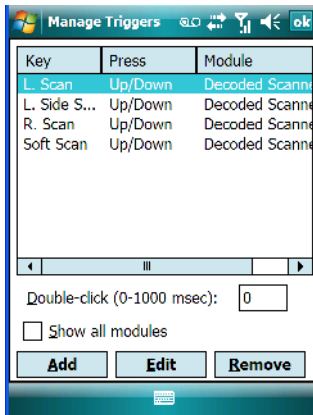 Manage Triggers ok
Key Press Module
L. Scan Up/Down Decoded Scanne
L. Side S... Up/Down Decoded Scanne
R. Scan Up/Down Decoded Scanne
Soft Scan Up/Down Decoded Scanne
Double-click (0-1000 msec): 0
Show all modules
Add Edit Remove